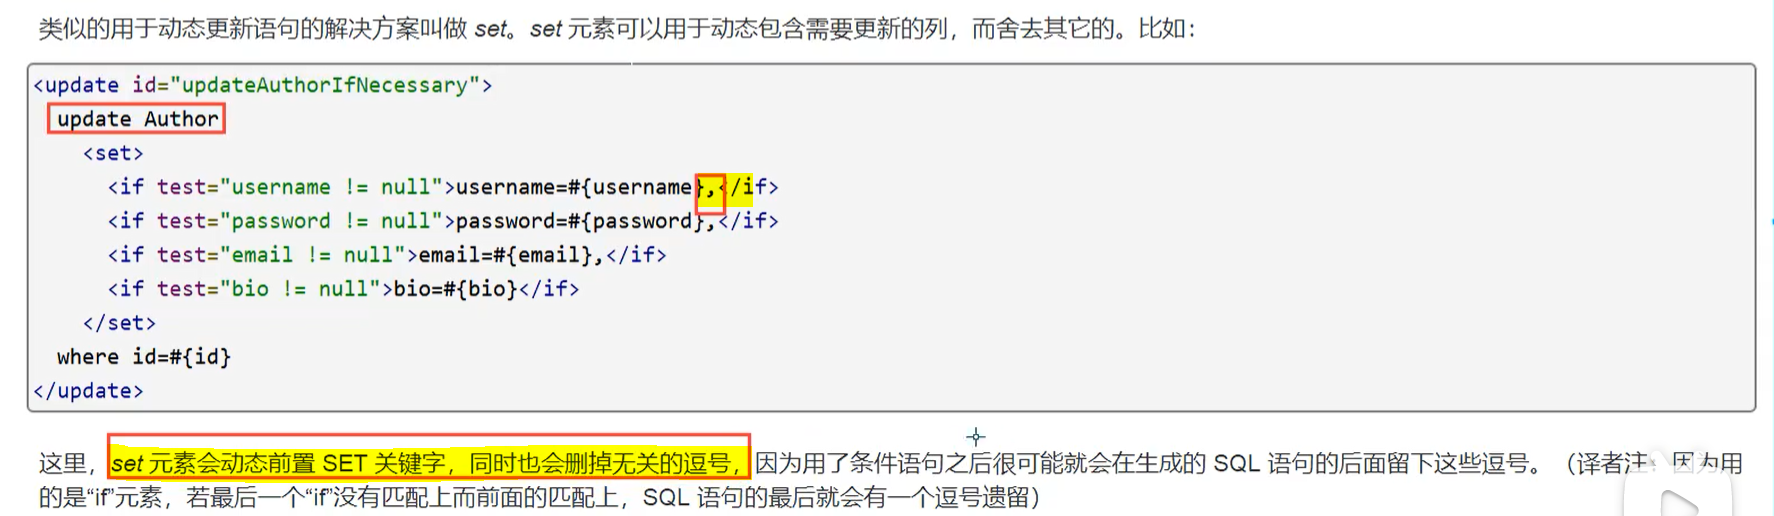 类似的用于动态更新语句的解决方案叫做 set。set 元素可以用于动态包含需要更新的列，而舍去其它的。比如：
<update id="updateAuthorIfNecessary">
update Author
<set>
<if test="username != null">username=#{username},</if>
<if test="password != null">password=#{password},</if>
<if test="email != null">email=#{email},</if>
<if test="bio != null">bio=#{bio}</if>
</set>
where id=#{id}
</update>
这里，set 元素会动态前置 SET 关键字，同时也会删掉无关的逗号，因为用了条件语句之后很可能就会在生成的 SQL 语句的后面留下这些逗号。（译者注：因为用
的是“if”元素，若最后一个“if”没有匹配上而前面的匹配上，SQL 语句的最后就会有一个逗号遗留）